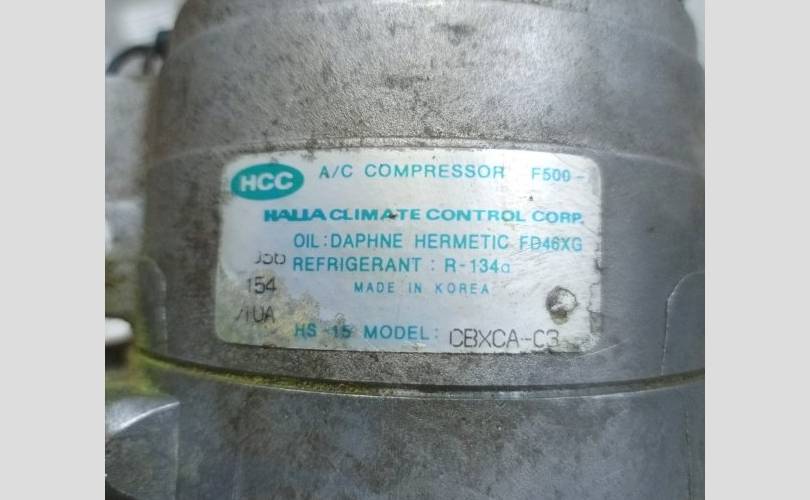 HCC A/C COMPRESSOR F500-
HALLA CLIMATE CONTROL CORP.
OIL: DAPHNE HERMETIC FD46XG
REFRIGERANT : R-134a
154 MADE IN KOREA
HS-15 MODEL: CBXCA-C3